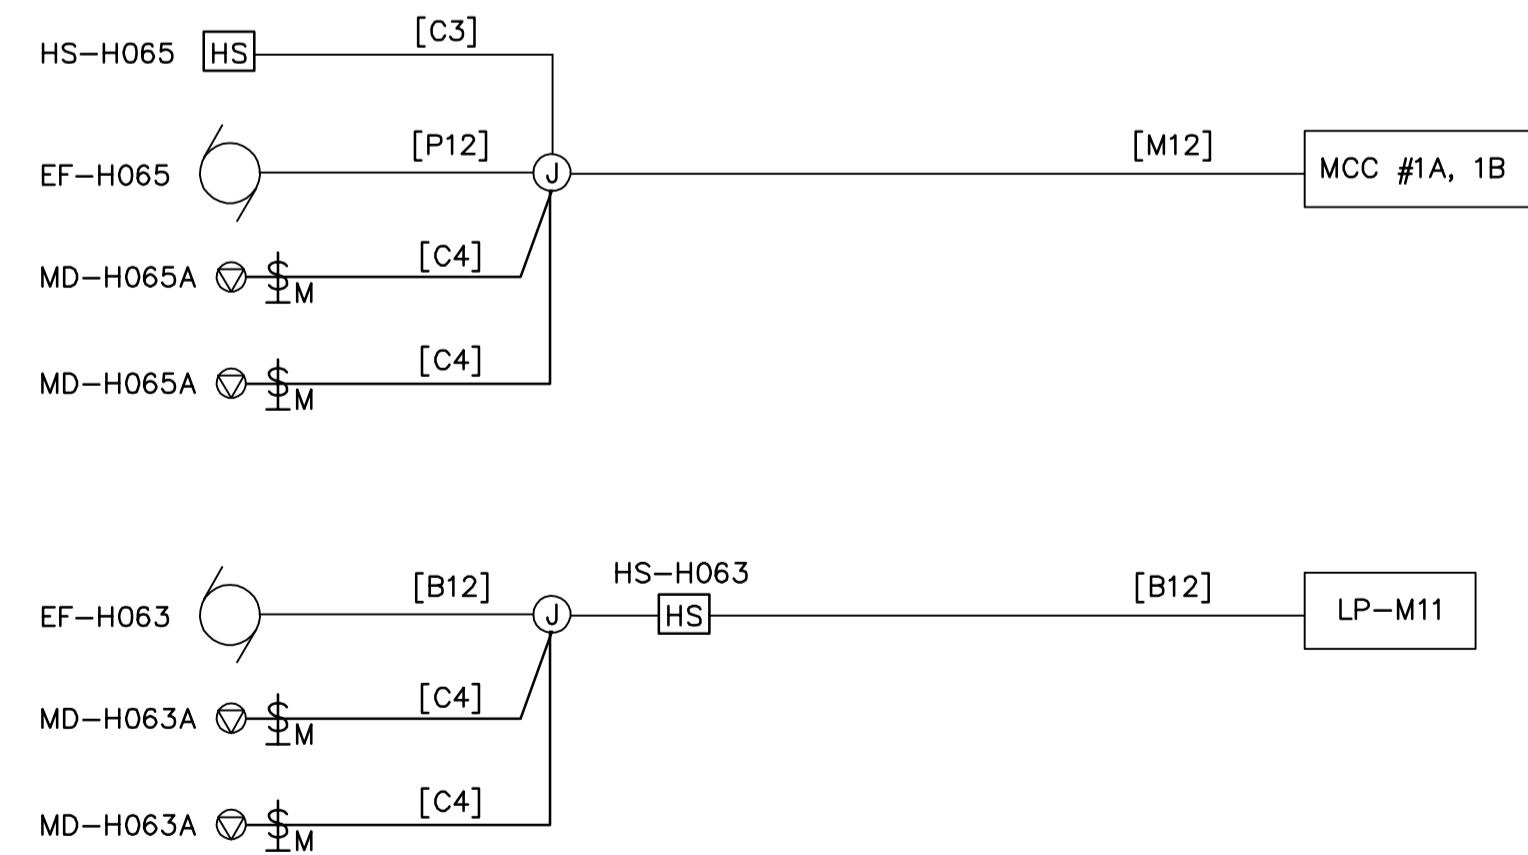 [C3]
HS-H065 HS
[P12] [M12]
EF-H065 J MCC #1A, 1B
[C4]
MD-H065A $M
[C4]
MD-H065A $M
HS-H063
[B12] [B12]
EF-H063 J HS LP-M11
[C4]
MD-H063A $M
[C4]
MD-H063A $M